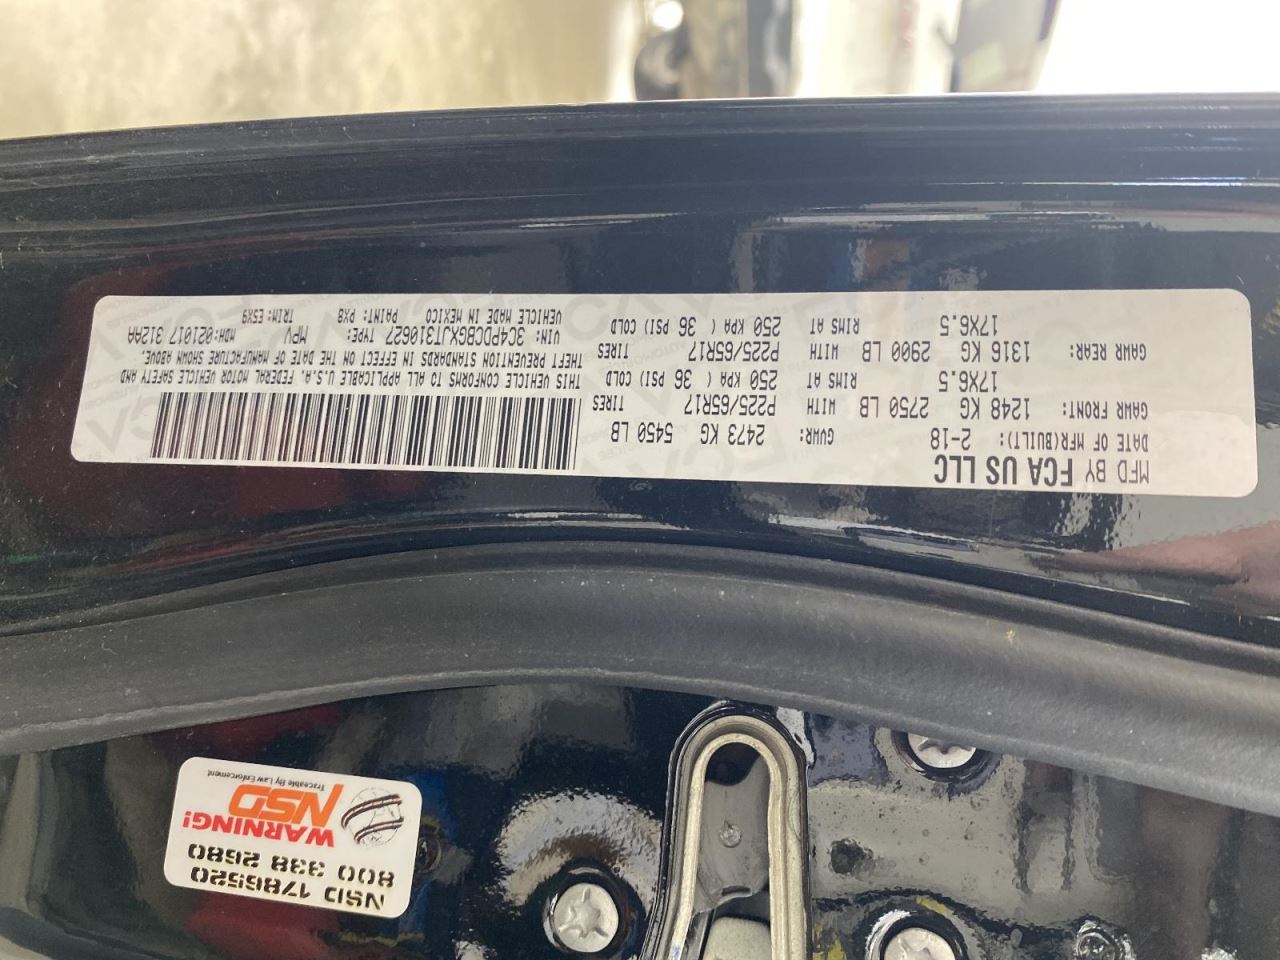 MFD BY FCA US LLC
DATE OF MFR(BUILT): 2-18 GVWR: 2473 KG 5450 LB
GAWR FRONT: 1248 KG 2750 LB WITH P225/65R17 TIRES
17X6.5 RIMS AT 250 KPA ( 36 PSI) COLD
GAWR REAR: 1316 KG 2900 LB WITH P225/65R17 TIRES
17X6.5 RIMS AT 250 KPA ( 36 PSI) COLD
THIS VEHICLE CONFORMS TO ALL APPLICABLE U.S.A. FEDERAL MOTOR VEHICLE SAFETY AND
THEFT PREVENTION STANDARDS IN EFFECT ON THE DATE OF MANUFACTURE SHOWN ABOVE.
VIN: 3C4PDCBGXJT310627 TYPE: MPV MDH:021017 312AA
VEHICLE MADE IN MEXICO PAINT: PX8 TRIM: E5X9
NSD 1786520
800 338 2680
WARNING!
NSD
Traceable By Law Enforcement